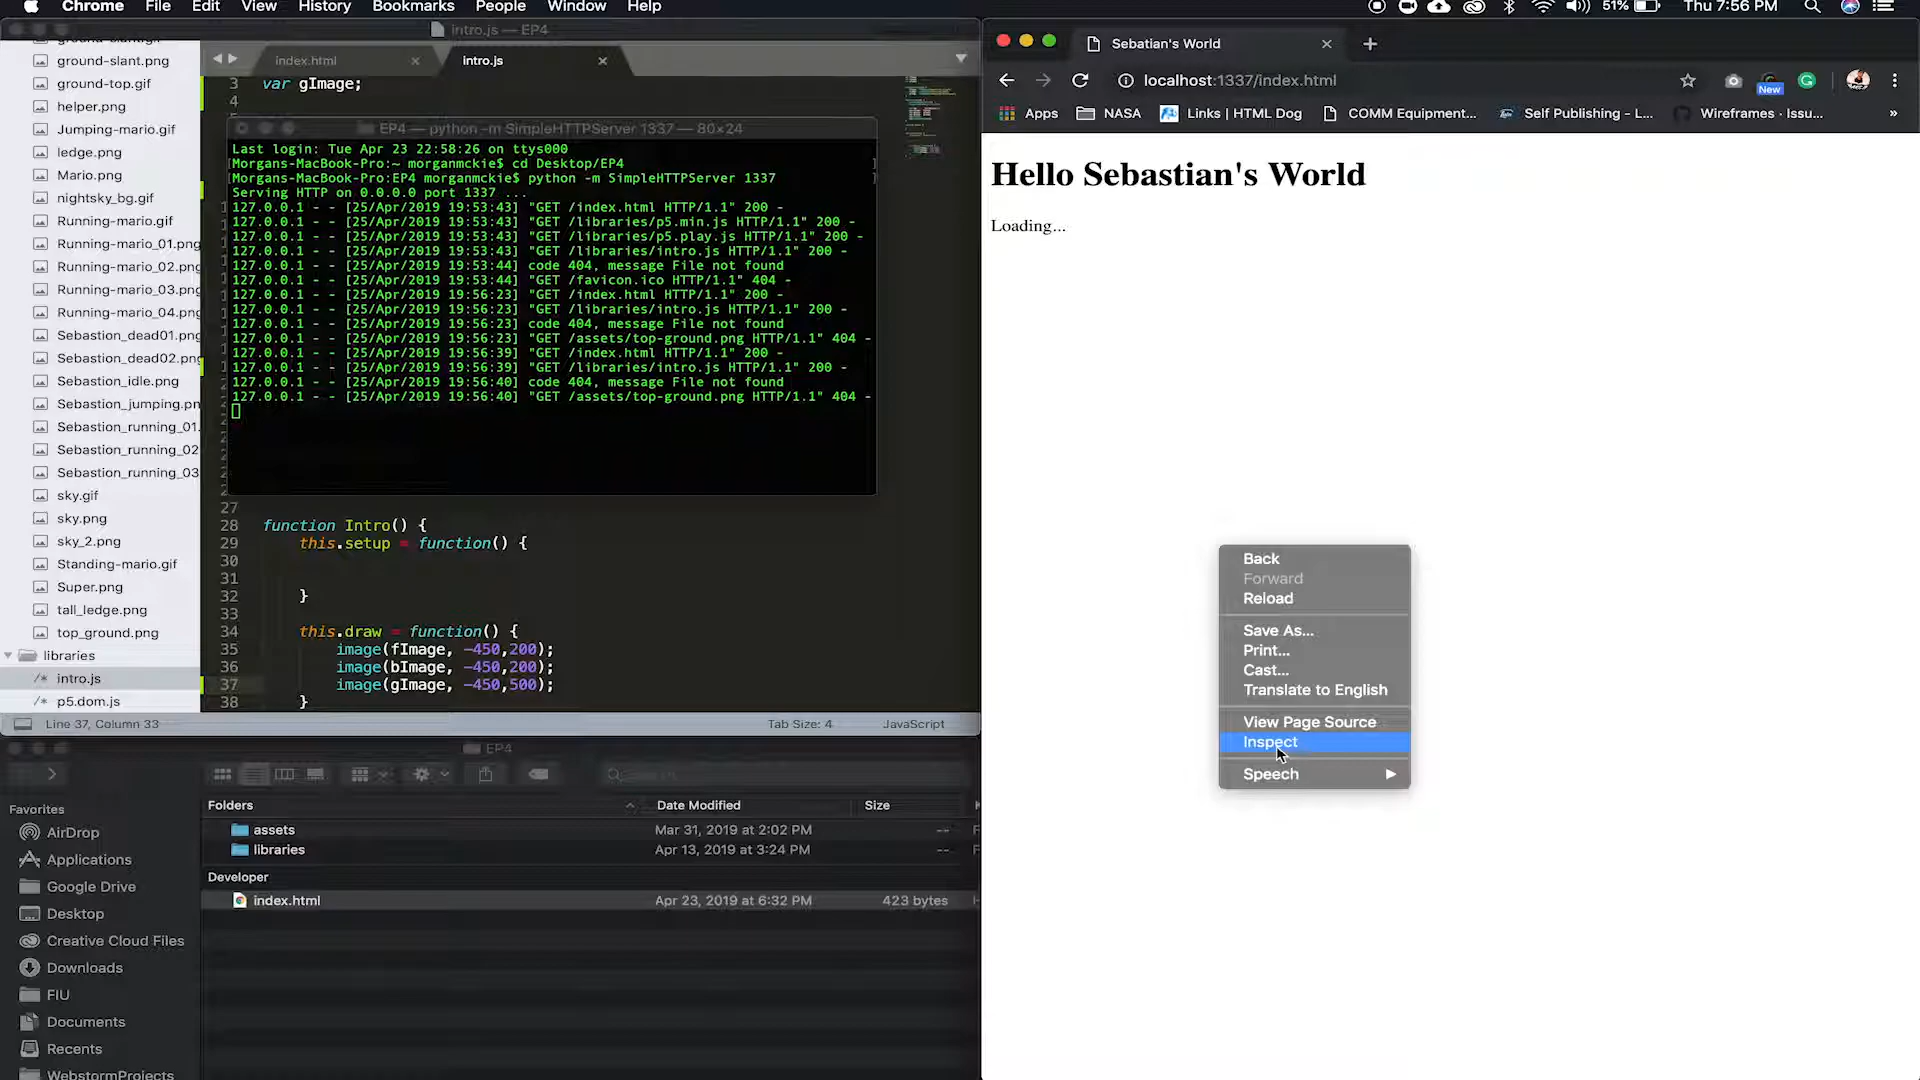 Chrome File Edit View History Bookmarks People Window Help
51% Thu 7:56 PM
intro.js — EP4
ground-slant.gif
ground-slant.png
ground-top.gif
helper.png
Jumping-mario.gif
ledge.png
Mario.png
nightsky_bg.gif
Running-mario.gif
Running-mario_01.png
Running-mario_02.png
Running-mario_03.png
Running-mario_04.png
Sebastion_dead01.png
Sebastion_dead02.png
Sebastion_idle.png
Sebastion_jumping.pn
Sebastion_running_01.
Sebastion_running_02
Sebastion_running_03
sky.gif
sky.png
sky_2.png
Standing-mario.gif
Super.png
tall_ledge.png
top_ground.png
libraries
/* intro.js
/* p5.dom.js
index.html
intro.js
3 var gImage;
4
EP4 — python -m SimpleHTTPServer 1337 — 80×24
Last login: Tue Apr 23 22:58:26 on ttys000
[Morgans-MacBook-Pro:~ morganmckie$ cd Desktop/EP4 ]
[Morgans-MacBook-Pro:EP4 morganmckie$ python -m SimpleHTTPServer 1337 ]
Serving HTTP on 0.0.0.0 port 1337 ...
127.0.0.1 - - [25/Apr/2019 19:53:43] "GET /index.html HTTP/1.1" 200 -
127.0.0.1 - - [25/Apr/2019 19:53:43] "GET /libraries/p5.min.js HTTP/1.1" 200 -
127.0.0.1 - - [25/Apr/2019 19:53:43] "GET /libraries/p5.play.js HTTP/1.1" 200 -
127.0.0.1 - - [25/Apr/2019 19:53:43] "GET /libraries/intro.js HTTP/1.1" 200 -
127.0.0.1 - - [25/Apr/2019 19:53:44] code 404, message File not found
127.0.0.1 - - [25/Apr/2019 19:53:44] "GET /favicon.ico HTTP/1.1" 404 -
127.0.0.1 - - [25/Apr/2019 19:56:23] "GET /index.html HTTP/1.1" 200 -
127.0.0.1 - - [25/Apr/2019 19:56:23] "GET /libraries/intro.js HTTP/1.1" 200 -
127.0.0.1 - - [25/Apr/2019 19:56:23] code 404, message File not found
127.0.0.1 - - [25/Apr/2019 19:56:23] "GET /assets/top-ground.png HTTP/1.1" 404 -
127.0.0.1 - - [25/Apr/2019 19:56:39] "GET /index.html HTTP/1.1" 200 -
127.0.0.1 - - [25/Apr/2019 19:56:39] "GET /libraries/intro.js HTTP/1.1" 200 -
127.0.0.1 - - [25/Apr/2019 19:56:40] code 404, message File not found
127.0.0.1 - - [25/Apr/2019 19:56:40] "GET /assets/top-ground.png HTTP/1.1" 404 -
27
28 function Intro() {
29 this.setup = function() {
30
31
32 }
33
34 this.draw = function() {
35 image(fImage, -450,200);
36 image(bImage, -450,200);
37 image(gImage, -450,500);
38 }
Line 37, Column 33 Tab Size: 4 JavaScript
EP4
Search
Favorites
AirDrop
Applications
Google Drive
Desktop
Creative Cloud Files
Downloads
FIU
Documents
Recents
WebstormProjects
Folders Date Modified Size
assets Mar 31, 2019 at 2:02 PM --
libraries Apr 13, 2019 at 3:24 PM --
Developer
index.html Apr 23, 2019 at 6:32 PM 423 bytes
Sebatian's World
localhost:1337/index.html
New
Apps NASA Links | HTML Dog COMM Equipment... Self Publishing - L... Wireframes · Issu... »
Hello Sebastian's World
Loading...
Back
Forward
Reload
Save As...
Print...
Cast...
Translate to English
View Page Source
Inspect
Speech